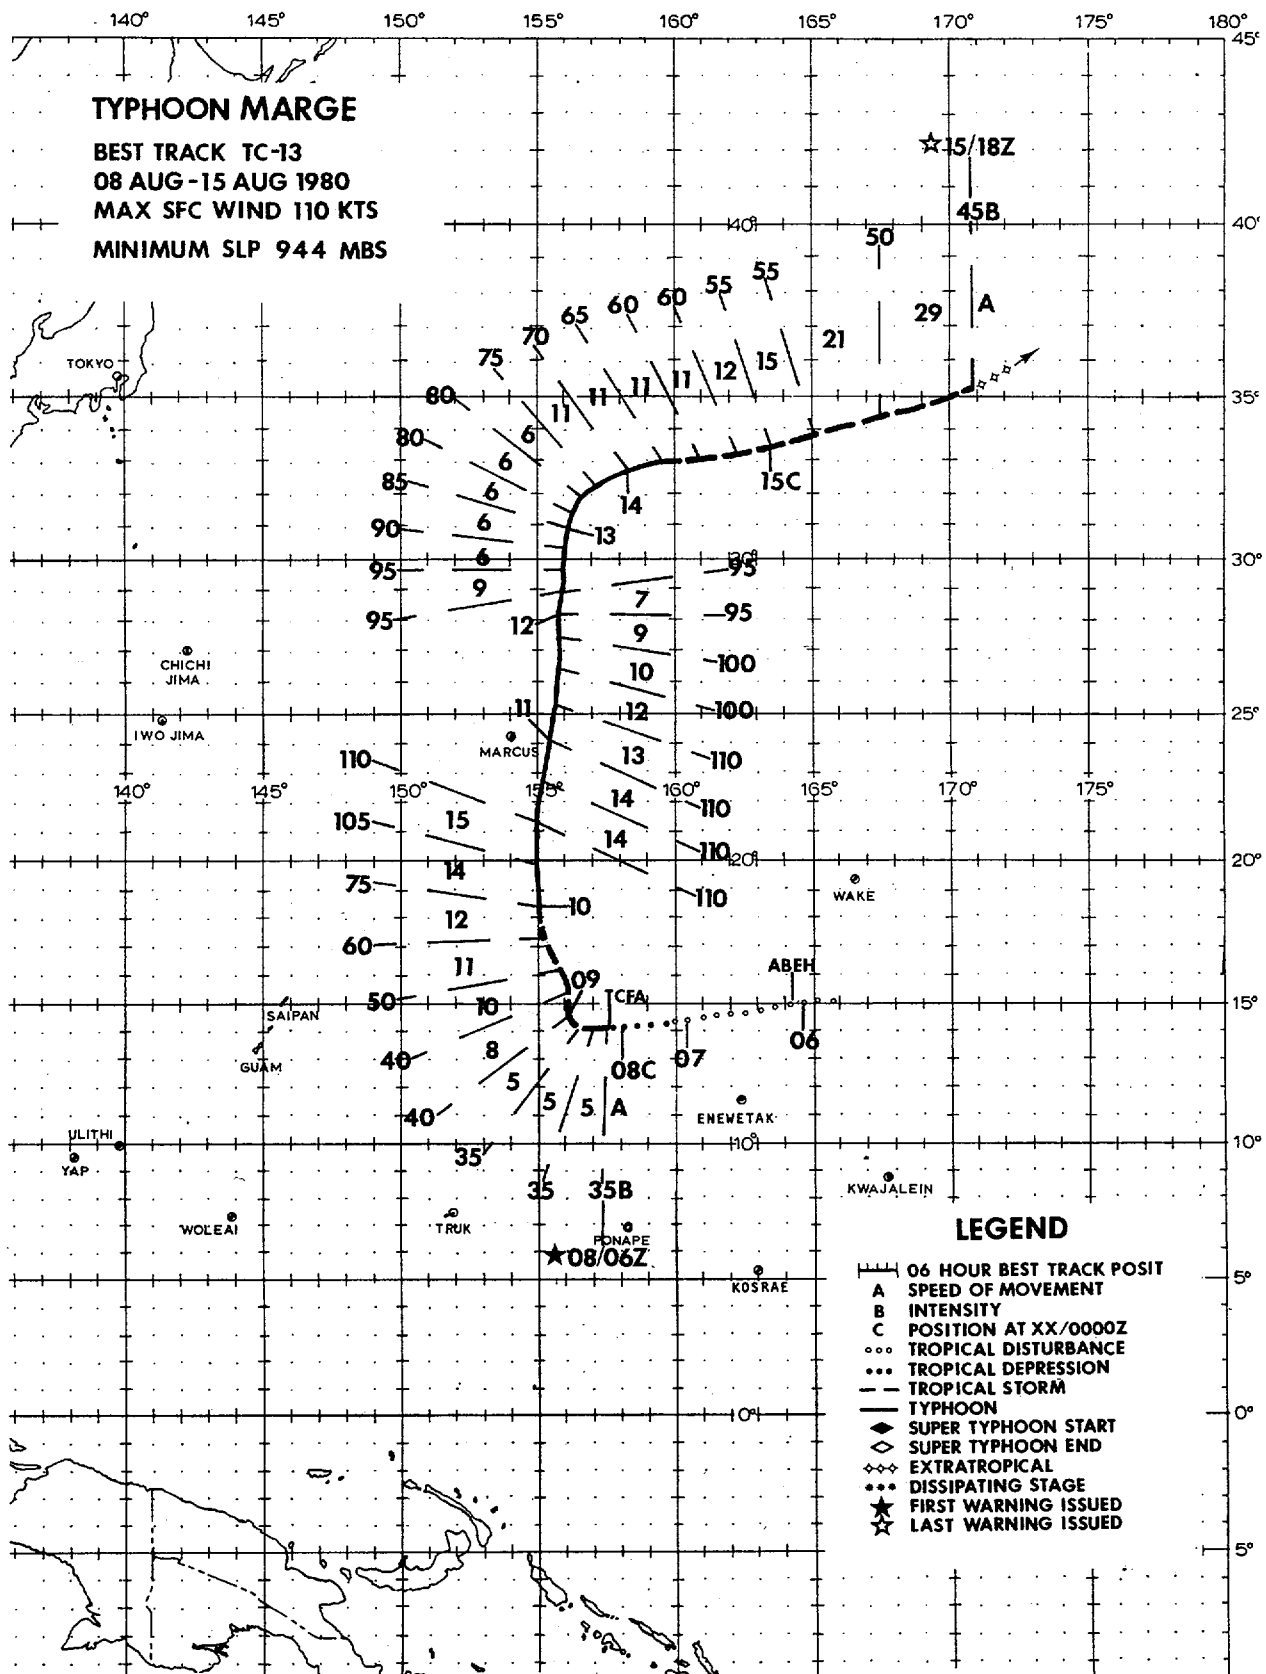 140° 145° 150° 155° 160° 165° 170° 175° 180°
45°
TYPHOON MARGE
BEST TRACK TC-13
08 AUG-15 AUG 1980
MAX SFC WIND 110 KTS
MINIMUM SLP 944 MBS
15/18Z
45B
40° 40°
50
55
55
60
60
65
70
75
80
80
85
90
95
95
29 A
21
15
12
11
11
11
11
6
6
6
6
6
9
TOKYO
35°
15C
14
13
30° 30°
12
7
9
10
12
13
14
14
95
95
100
100
110
110
110
110
CHICHI
JIMA
IWO JIMA
MARCUS
11
25°
110
105
75
60
50
40
40
35
35
35B
140° 145° 150° 155° 160° 165° 170° 175°
15
14
12
11
10
8
5
5
5 A
20° 20°
WAKE
10
ABEH
09
TCFA
15°
SAIPAN
GUAM
08C
07
06
ENEWETAK
ULITHI
YAP
10° 10°
KWAJALEIN
WOLEAI
TRUK
PONAPE
08/06Z
KOSRAE
5°
LEGEND
06 HOUR BEST TRACK POSIT
A SPEED OF MOVEMENT
B INTENSITY
C POSITION AT XX/0000Z
TROPICAL DISTURBANCE
TROPICAL DEPRESSION
TROPICAL STORM
TYPHOON
SUPER TYPHOON START
SUPER TYPHOON END
EXTRATROPICAL
DISSIPATING STAGE
FIRST WARNING ISSUED
LAST WARNING ISSUED
0° 0°
5°